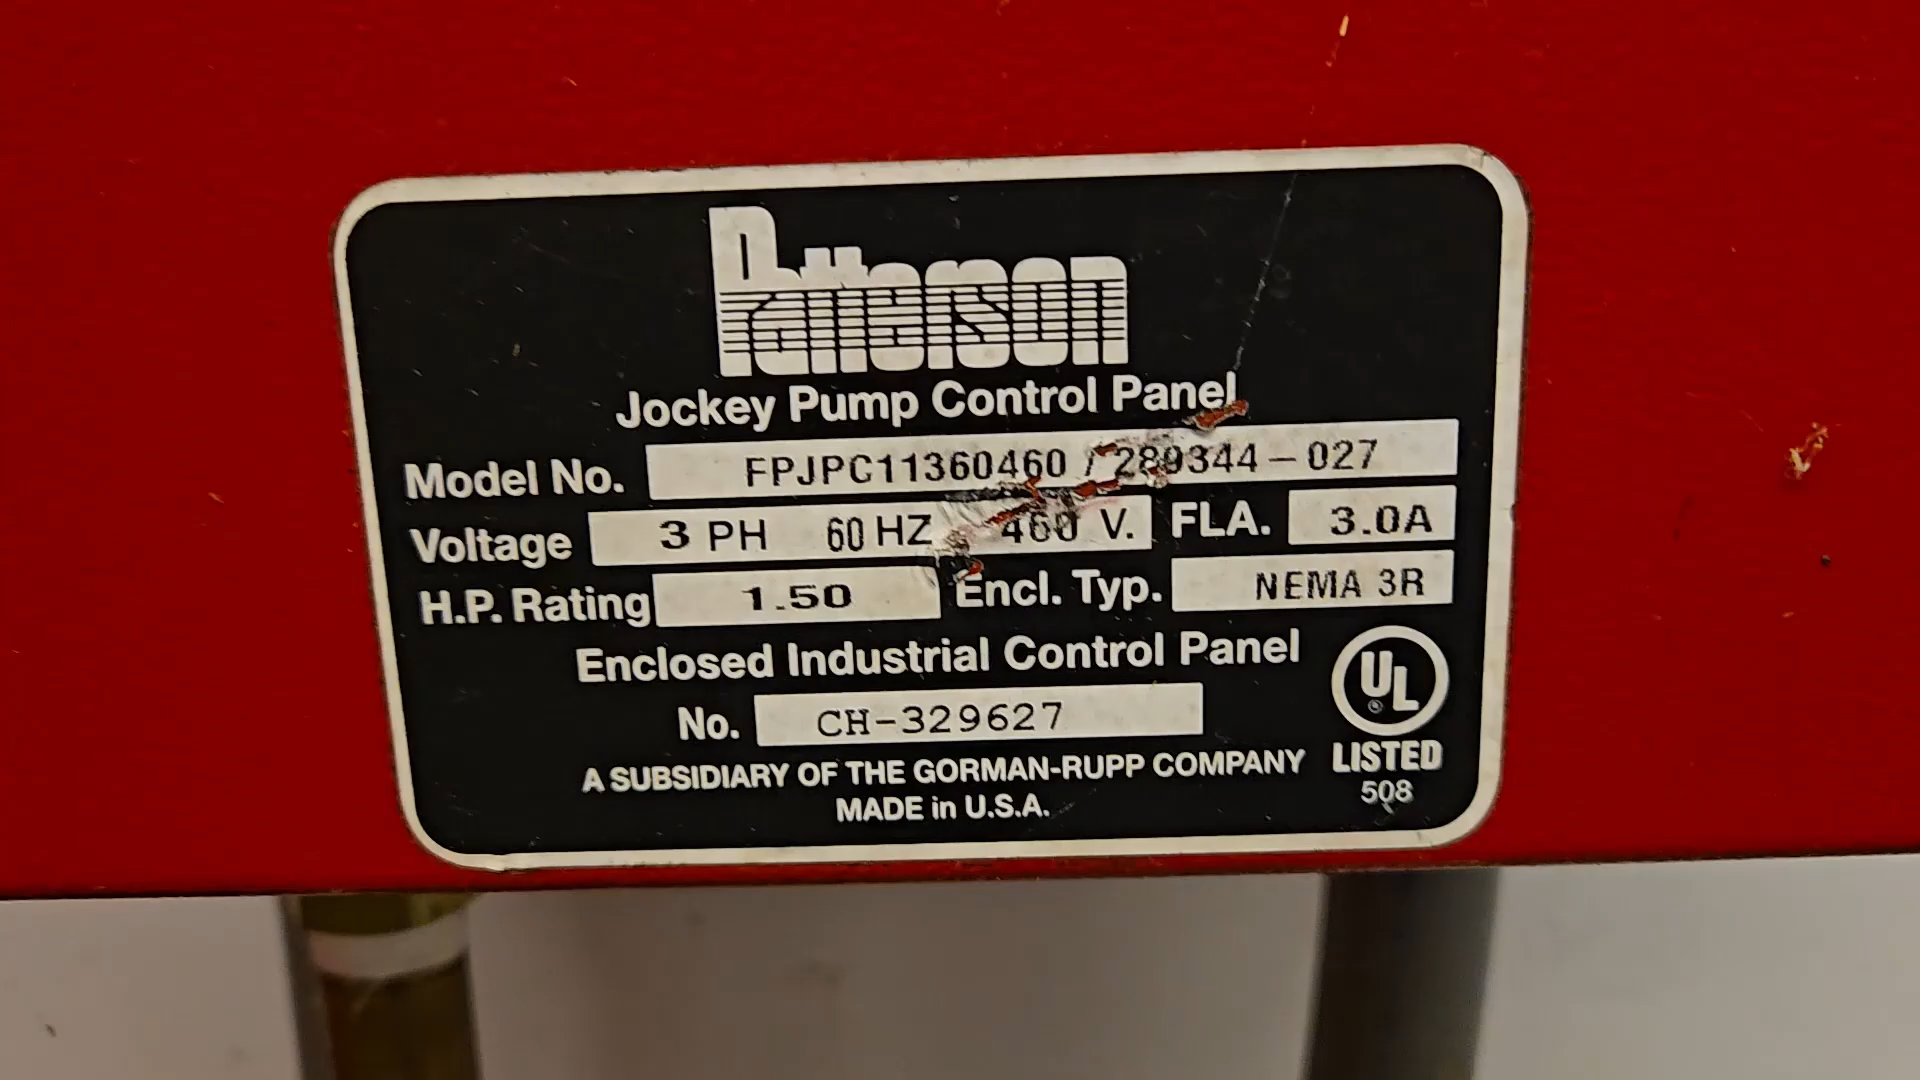 Patterson
Jockey Pump Control Panel
Model No. FPJPC11360460 / 289344-027
Voltage 3 PH 60 HZ 460 V. FLA. 3.0A
H.P. Rating 1.50 Encl. Typ. NEMA 3R
Enclosed Industrial Control Panel
No. CH-329627
UL
LISTED
508
A SUBSIDIARY OF THE GORMAN-RUPP COMPANY
MADE in U.S.A.